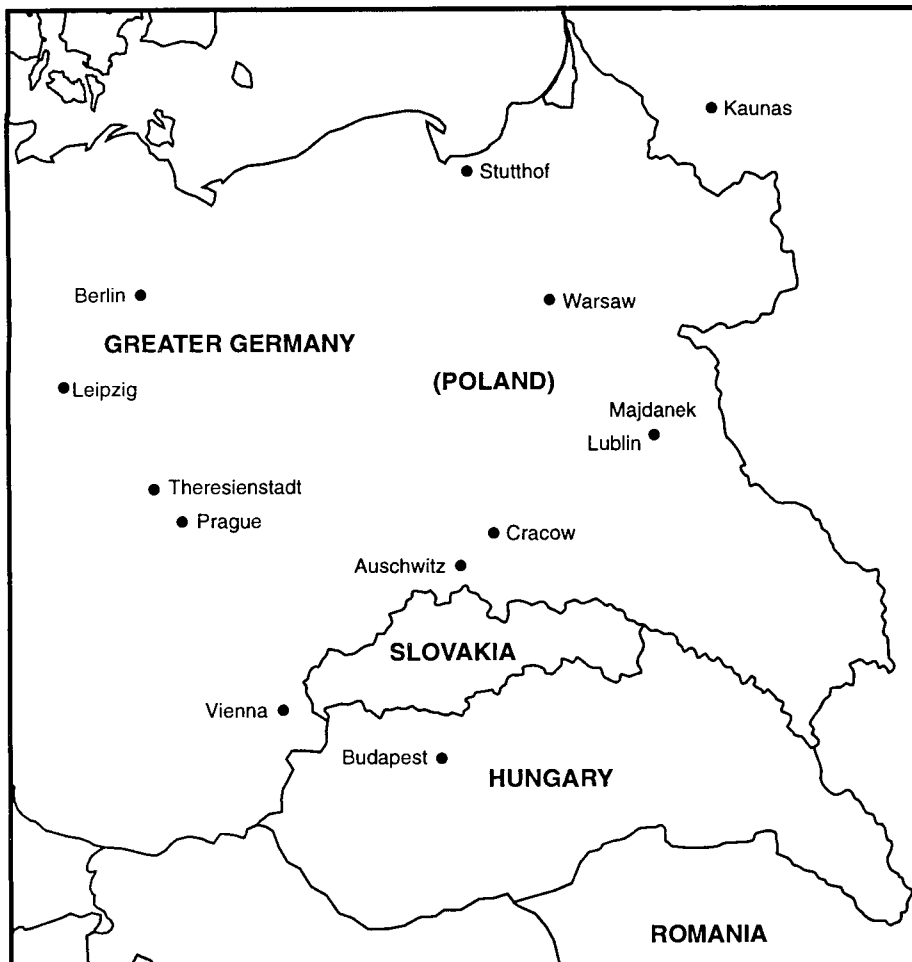 Kaunas
Stutthof
Berlin
Warsaw
GREATER GERMANY
(POLAND)
Leipzig
Majdanek
Lublin
Theresienstadt
Prague
Cracow
Auschwitz
SLOVAKIA
Vienna
Budapest
HUNGARY
ROMANIA